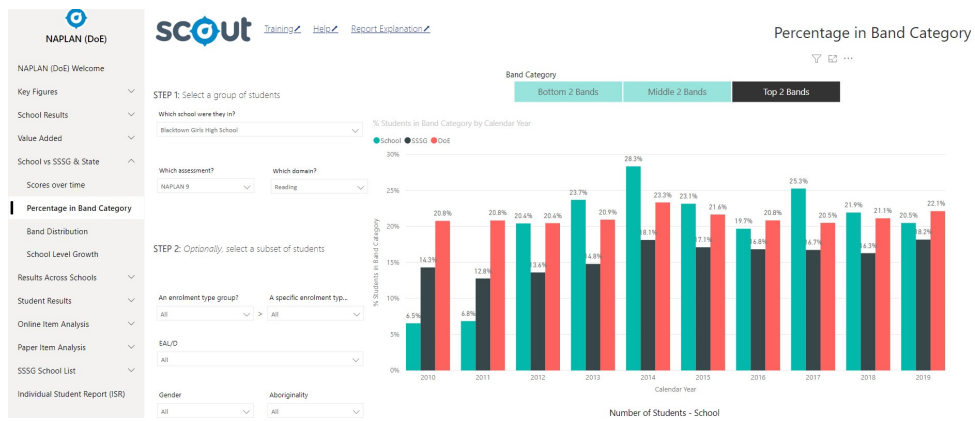 NAPLAN (DoE)
NAPLAN (DoE) Welcome
Key Figures
School Results
Value Added
School vs SSSG & State
Scores over time
Percentage in Band Category
Band Distribution
School Level Growth
Results Across Schools
Student Results
Online Item Analysis
Paper Item Analysis
SSSG School List
Individual Student Report (ISR)
scout
Training Help Report Explanation
Percentage in Band Category
STEP 1: Select a group of students
Which school were they in?
Blacktown Girls High School
Which assessment? Which domain?
NAPLAN 9 Reading
STEP 2: Optionally, select a subset of students
An enrolment type group? A specific enrolment typ...
All > All
EAL/D
All
Gender Aboriginality
All All
Band Category
Bottom 2 Bands Middle 2 Bands Top 2 Bands
% Students in Band Category by Calendar Year
School SSSG DoE
% Students in Band Category
30%
25%
20%
15%
10%
5%
0%
6.5% 14.3% 20.8%
6.8% 12.8% 20.8%
20.4% 13.6% 20.4%
23.7% 14.8% 20.9%
28.3% 18.1% 23.3%
23.1% 17.1% 21.6%
19.7% 16.8% 20.8%
25.3% 16.7% 20.5%
21.9% 16.3% 21.1%
20.5% 18.2% 22.1%
2010 2011 2012 2013 2014 2015 2016 2017 2018 2019
Calendar Year
Number of Students - School